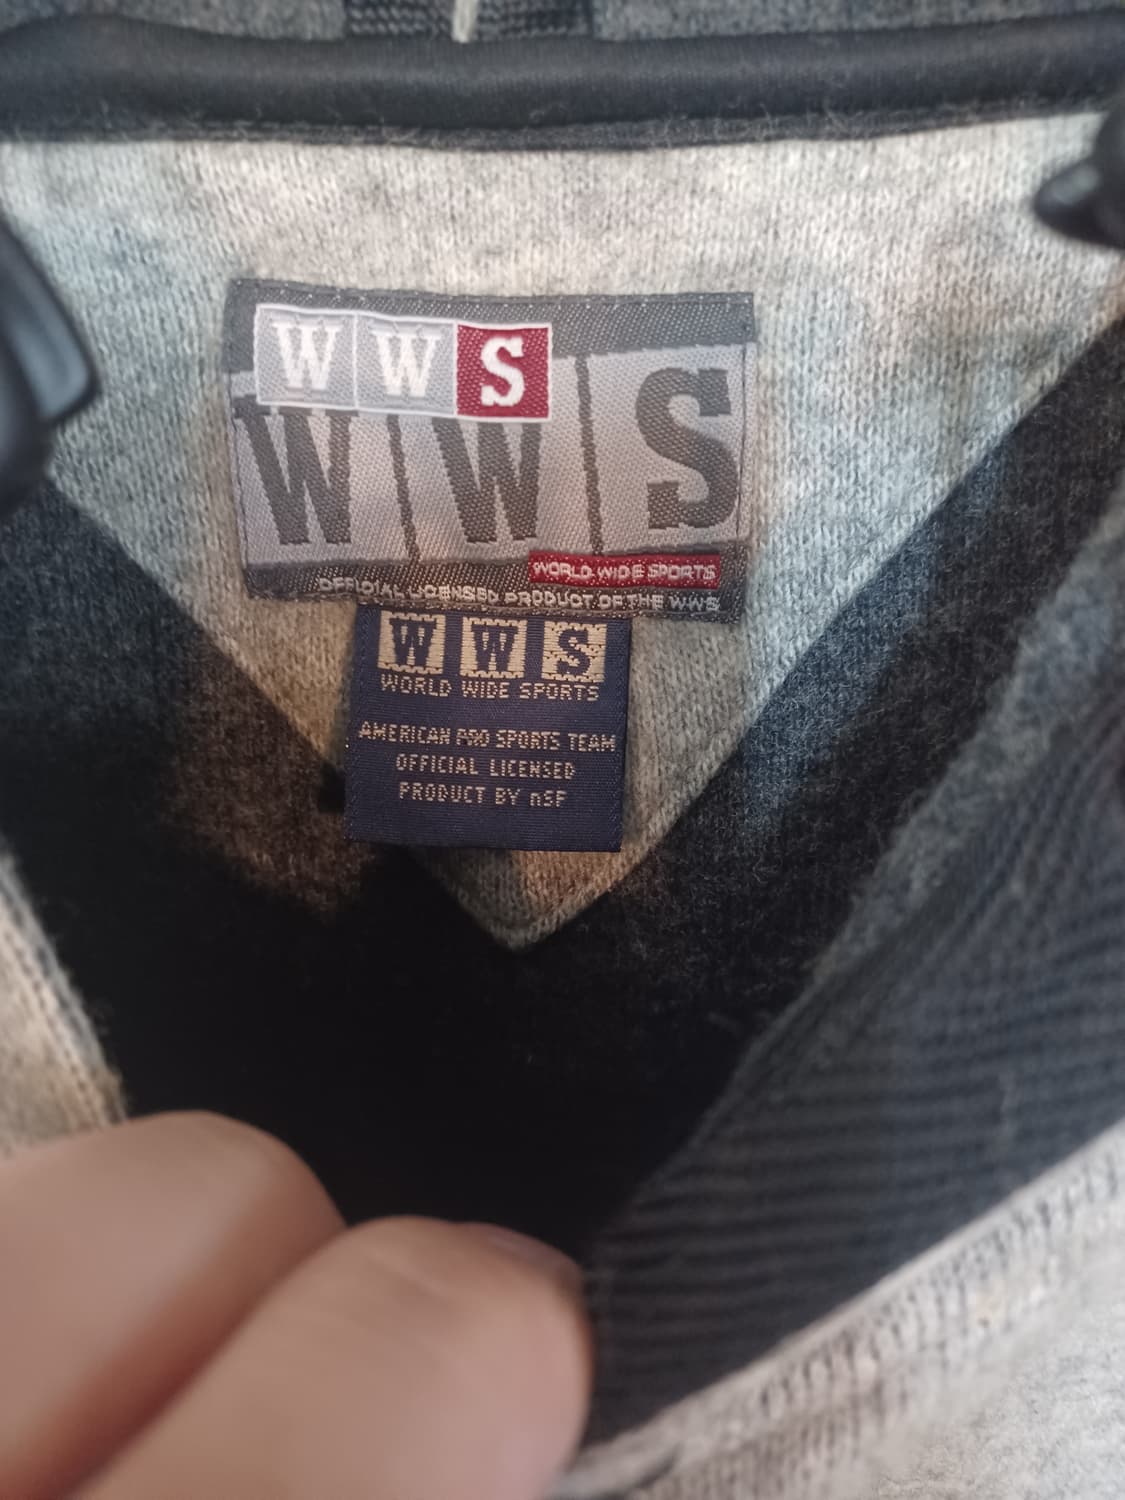 WWS
WWS
WORLD WIDE SPORTS
OFFICIAL LICENSED PRODUCT OF THE WWS
W W S
WORLD WIDE SPORTS
AMERICAN PRO SPORTS TEAM
OFFICIAL LICENSED
PRODUCT BY nSF